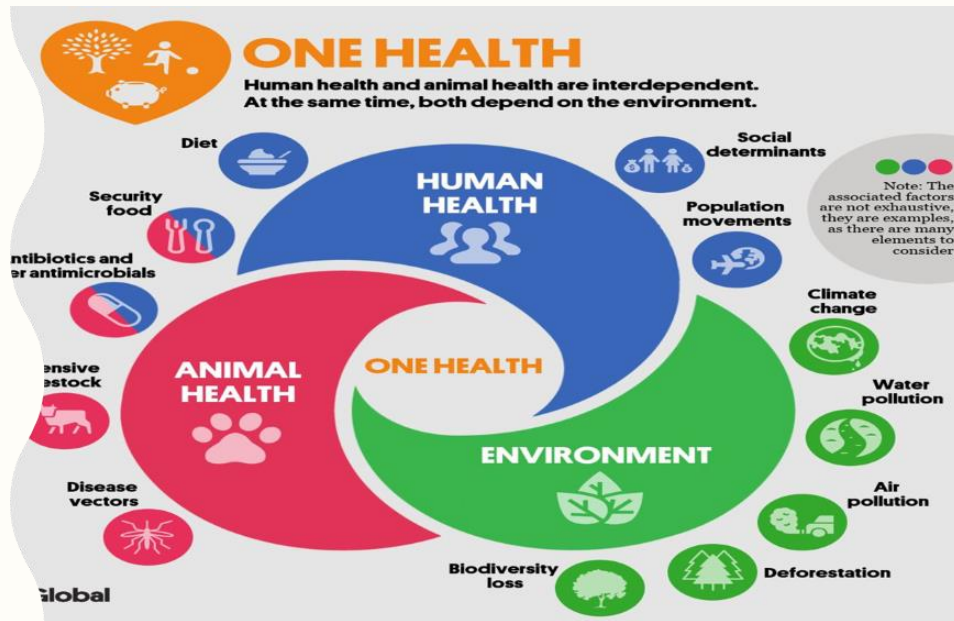 ONE HEALTH
Human health and animal health are interdependent.
At the same time, both depend on the environment.
Diet
Security
food
ntibiotics and
er antimicrobials
ensive
estock
Disease
vectors
HUMAN
HEALTH
ANIMAL
HEALTH
ONE HEALTH
ENVIRONMENT
Social
determinants
Population
movements
Note: The
associated factors
are not exhaustive,
they are examples,
as there are many
elements to
consider
Climate
change
Water
pollution
Air
pollution
Deforestation
Biodiversity
loss
Global